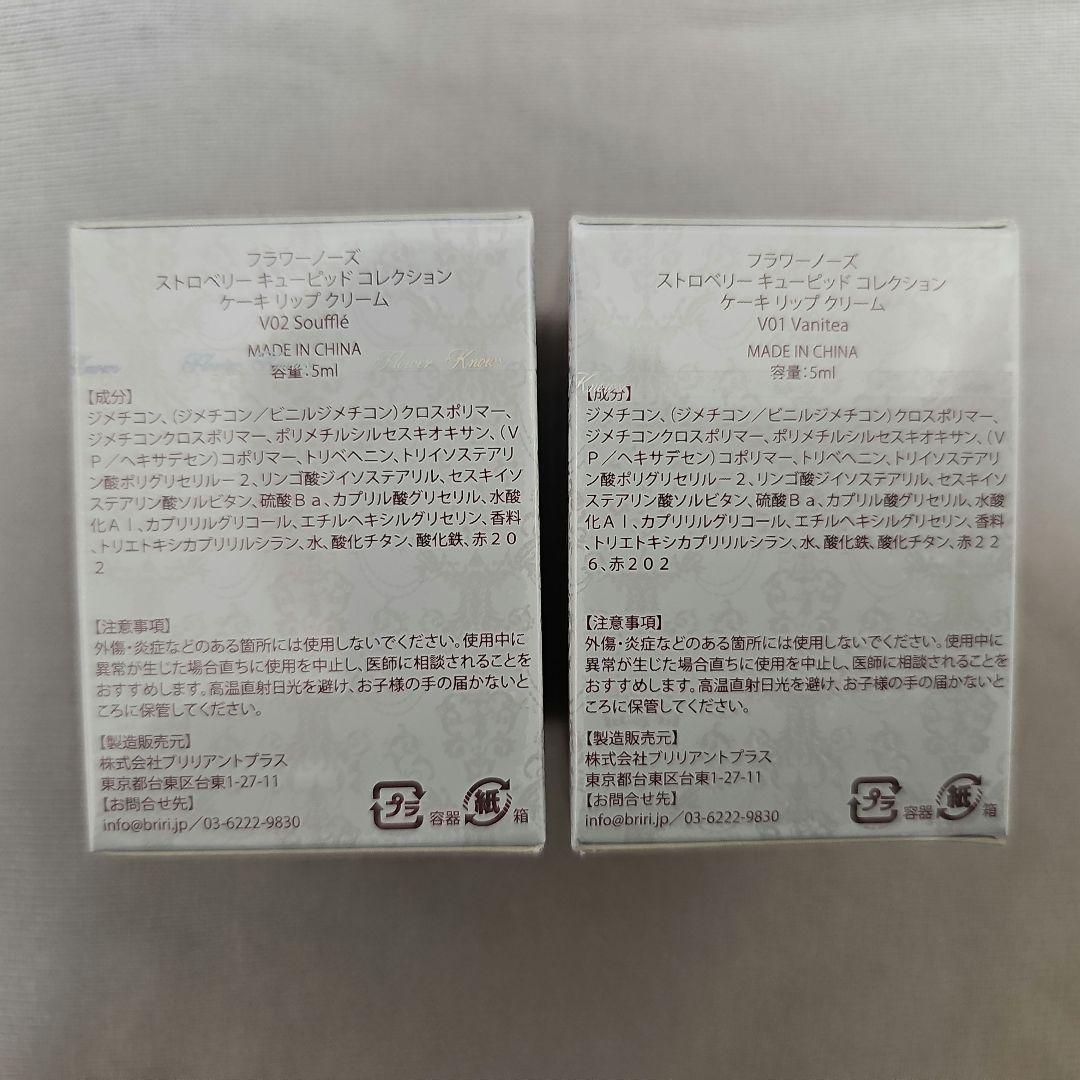 フラワーノーズ
ストロベリー キューピッド コレクション
ケーキ リップ クリーム
V02 Soufflé
MADE IN CHINA
Flower Knows
容量：5ml
【成分】
ジメチコン、（ジメチコン／ビニルジメチコン）クロスポリマー、
ジメチコンクロスポリマー、ポリメチルシルセスキオキサン、（Ｖ
Ｐ／ヘキサデセン）コポリマー、トリベヘニン、トリイソステアリ
ン酸ポリグリセリル－２、リンゴ酸ジイソステアリル、セスキイソ
ステアリン酸ソルビタン、硫酸Ｂａ、カプリル酸グリセリル、水酸
化Ａｌ、カプリリルグリコール、エチルヘキシルグリセリン、香料
、トリエトキシカプリリルシラン、水、酸化チタン、酸化鉄、赤２０
２
【注意事項】
外傷・炎症などのある箇所には使用しないでください。使用中に
異常が生じた場合直ちに使用を中止し、医師に相談されることを
おすすめします。高温直射日光を避け、お子様の手の届かないと
ころに保管してください。
【製造販売元】
株式会社ブリリアントプラス
東京都台東区台東1-27-11
【お問合せ先】
info@briri.jp／03-6222-9830
プラ 容器 紙 箱
フラワーノーズ
ストロベリー キューピッド コレクション
ケーキ リップ クリーム
V01 Vanitea
MADE IN CHINA
容量：5ml
Knows
【成分】
ジメチコン、（ジメチコン／ビニルジメチコン）クロスポリマー、
ジメチコンクロスポリマー、ポリメチルシルセスキオキサン、（Ｖ
Ｐ／ヘキサデセン）コポリマー、トリベヘニン、トリイソステアリ
ン酸ポリグリセリル－２、リンゴ酸ジイソステアリル、セスキイソ
ステアリン酸ソルビタン、硫酸Ｂａ、カプリル酸グリセリル、水酸
化Ａｌ、カプリリルグリコール、エチルヘキシルグリセリン、香料
、トリエトキシカプリリルシラン、水、酸化鉄、酸化チタン、赤２２
６、赤２０２
【注意事項】
外傷・炎症などのある箇所には使用しないでください。使用中に
異常が生じた場合直ちに使用を中止し、医師に相談されることを
おすすめします。高温直射日光を避け、お子様の手の届かないと
ころに保管してください。
【製造販売元】
株式会社ブリリアントプラス
東京都台東区台東1-27-11
【お問合せ先】
info@briri.jp／03-6222-9830
プラ 容器 紙 箱